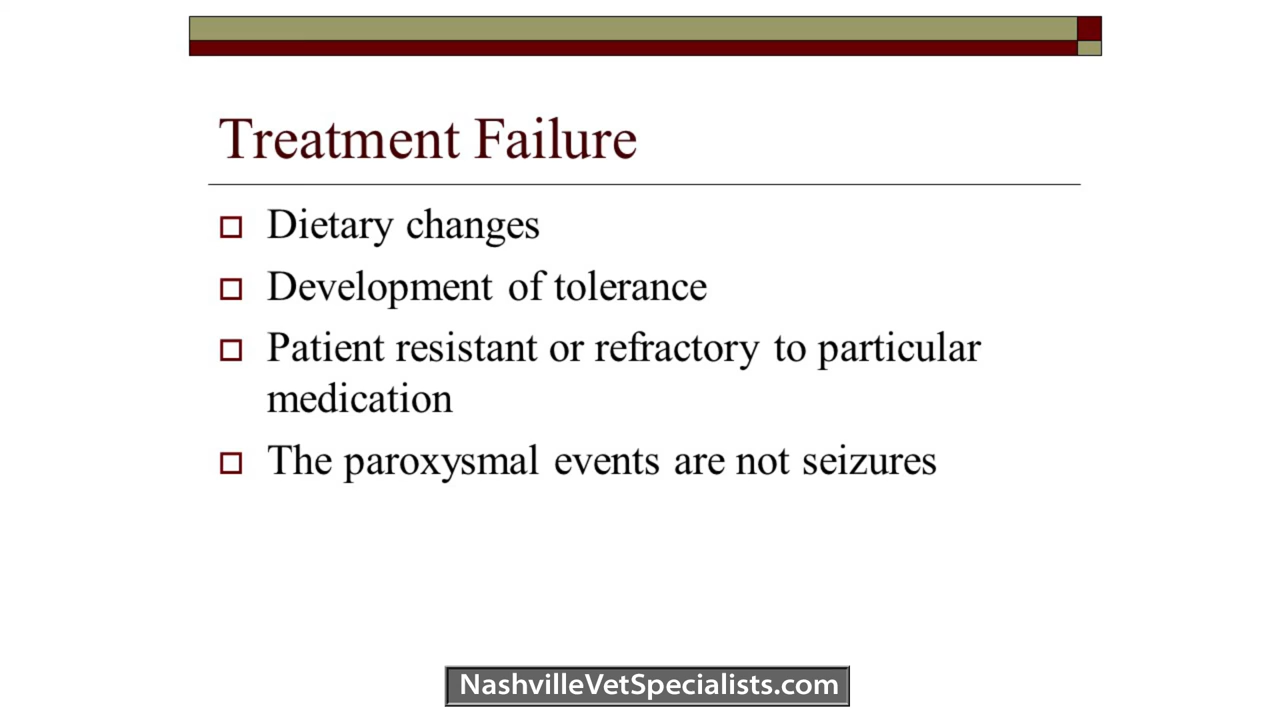 Treatment Failure
Dietary changes
Development of tolerance
Patient resistant or refractory to particular
medication
The paroxysmal events are not seizures
NashvilleVetSpecialists.com